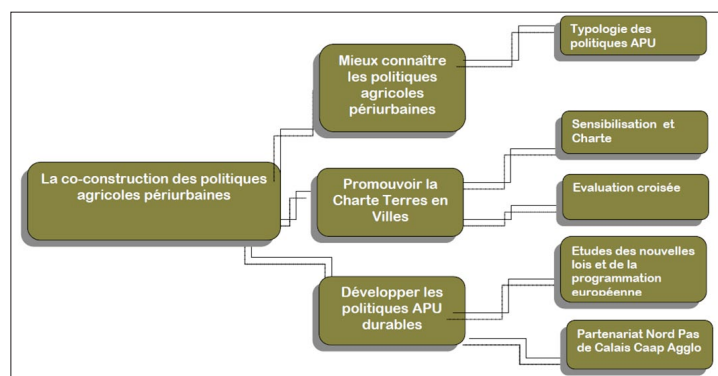 La co-construction des politiques
agricoles périurbaines
Mieux connaître
les politiques
agricoles
périurbaines
Typologie des
politiques APU
Promouvoir la
Charte Terres en
Villes
Sensibilisation et
Charte
Evaluation croisée
Développer les
politiques APU
durables
Etudes des nouvelles
lois et de la
programmation
européenne
Partenariat Nord Pas
de Calais Caap Agglo